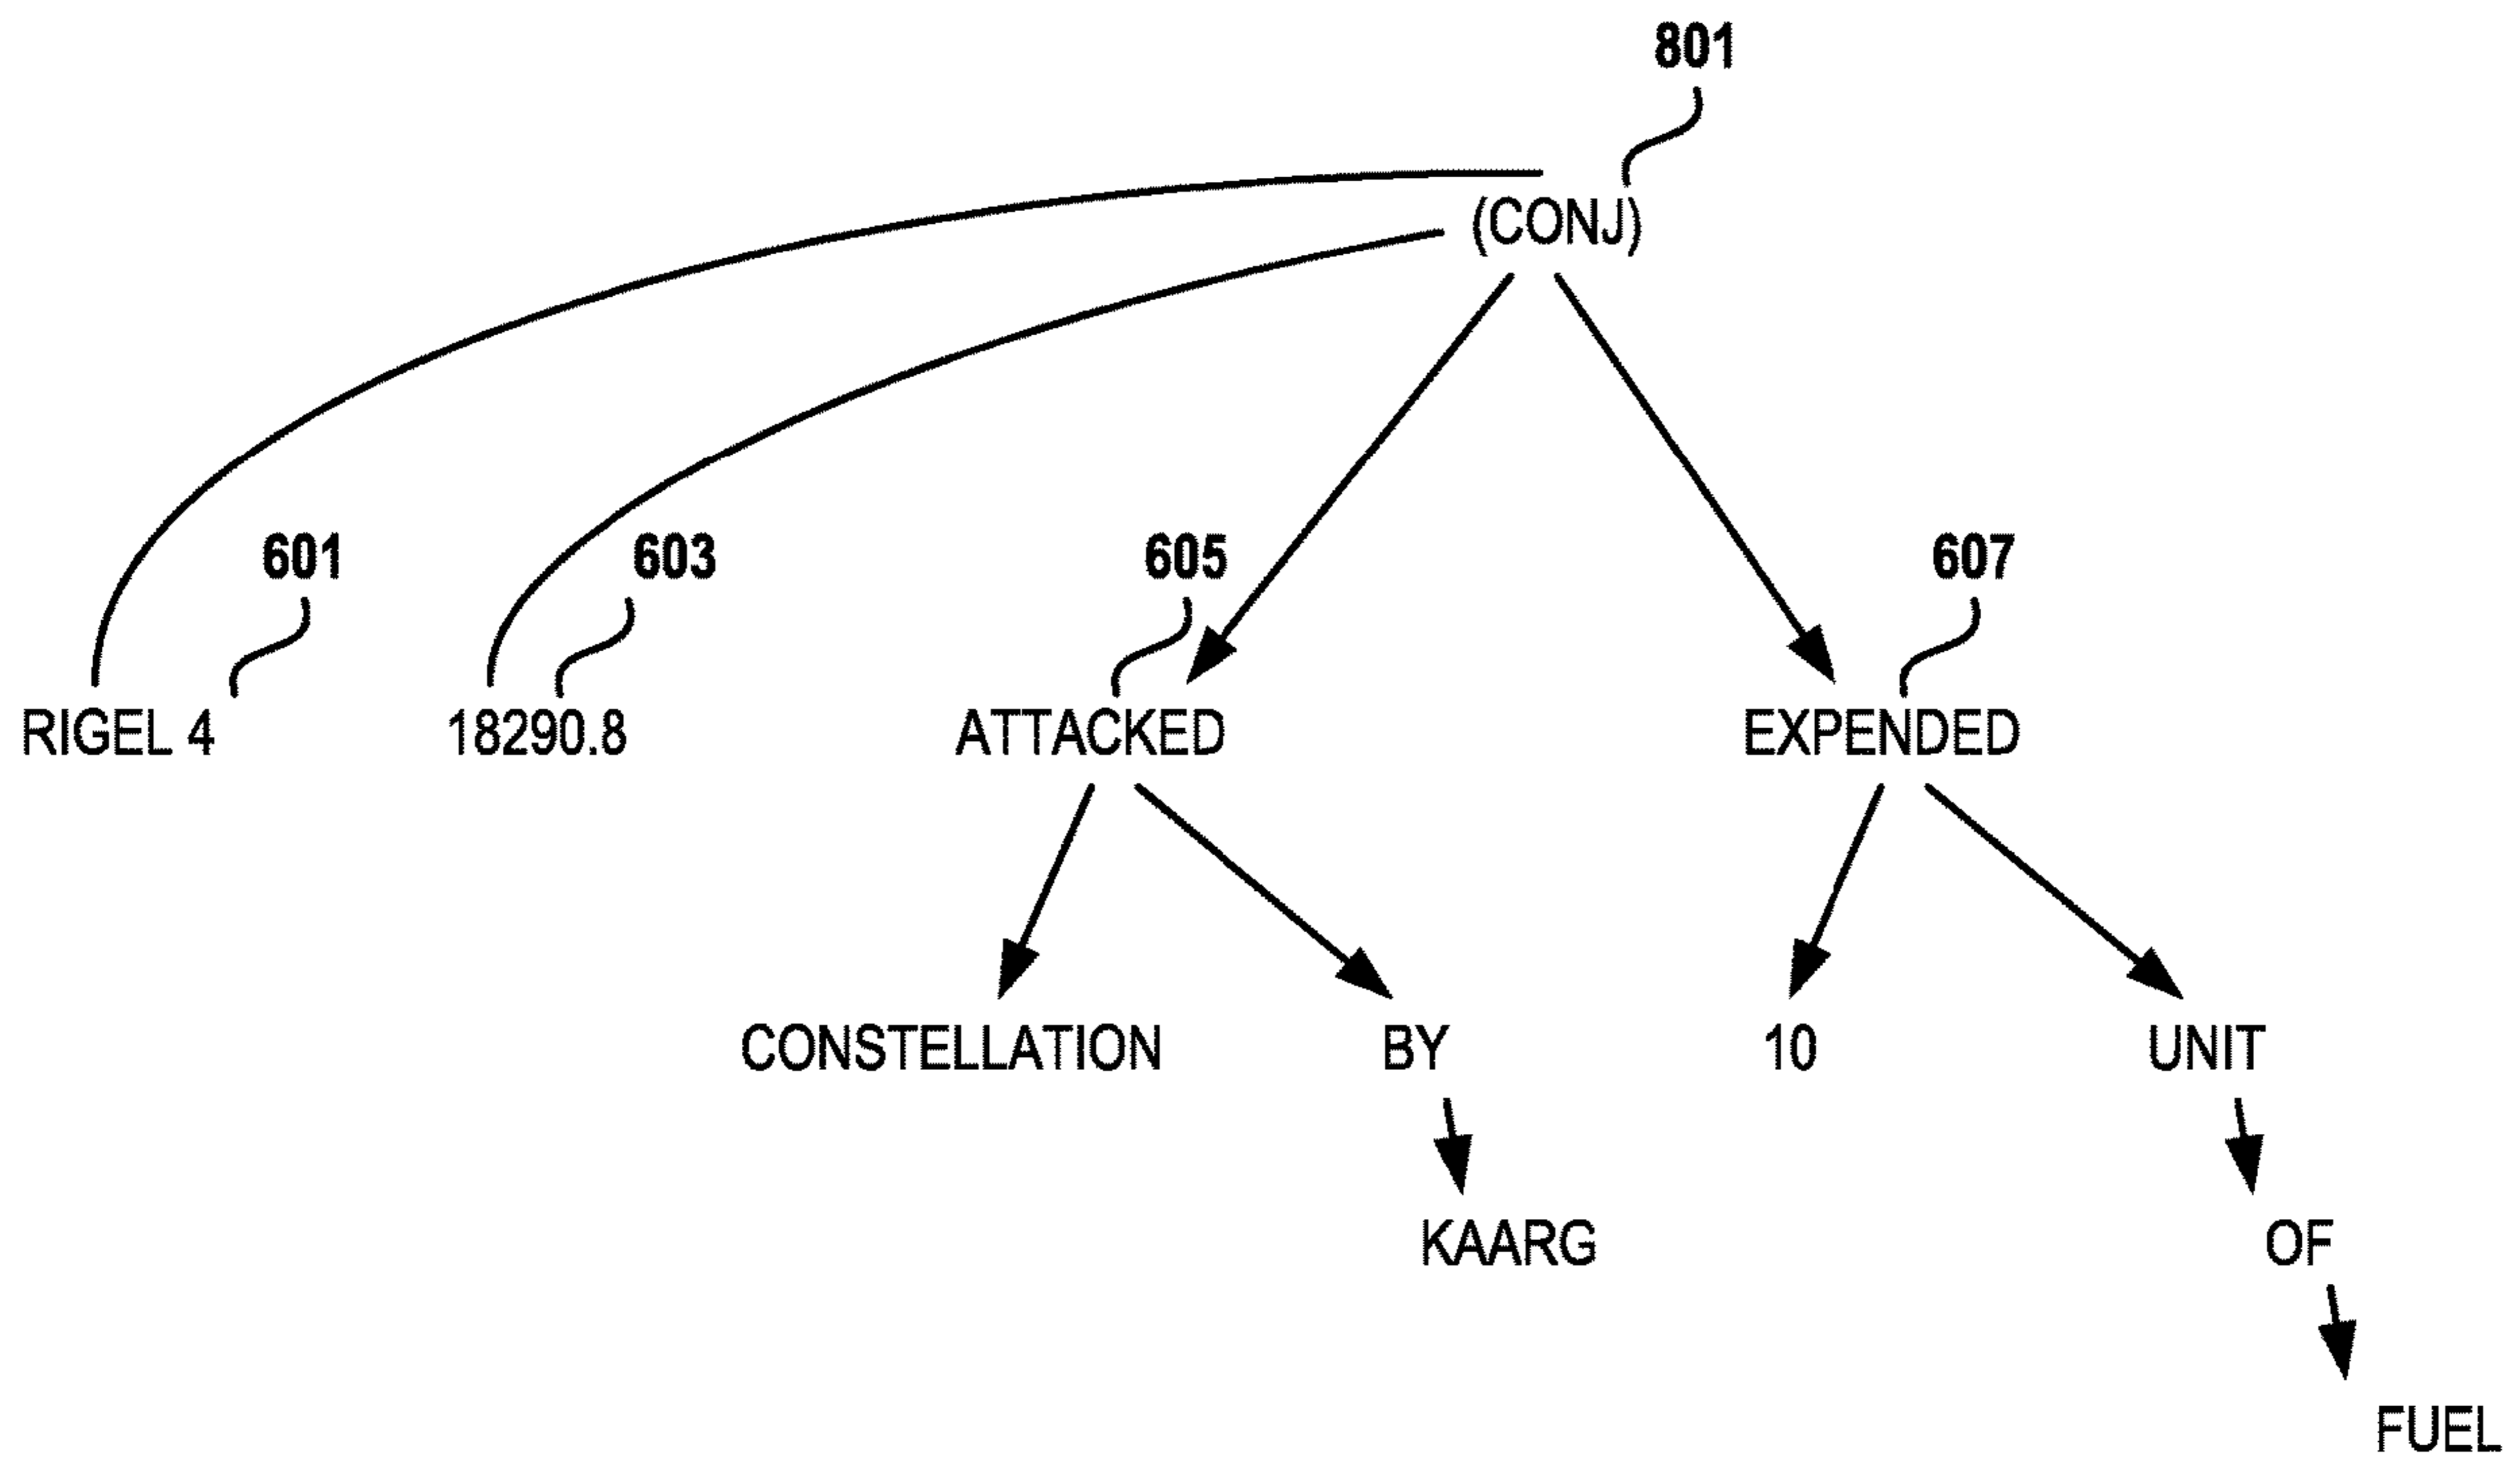 801
(CONJ)
601
603
605
607
RIGEL 4
18290.8
ATTACKED
EXPENDED
CONSTELLATION
BY
10
UNIT
KAARG
OF
FUEL